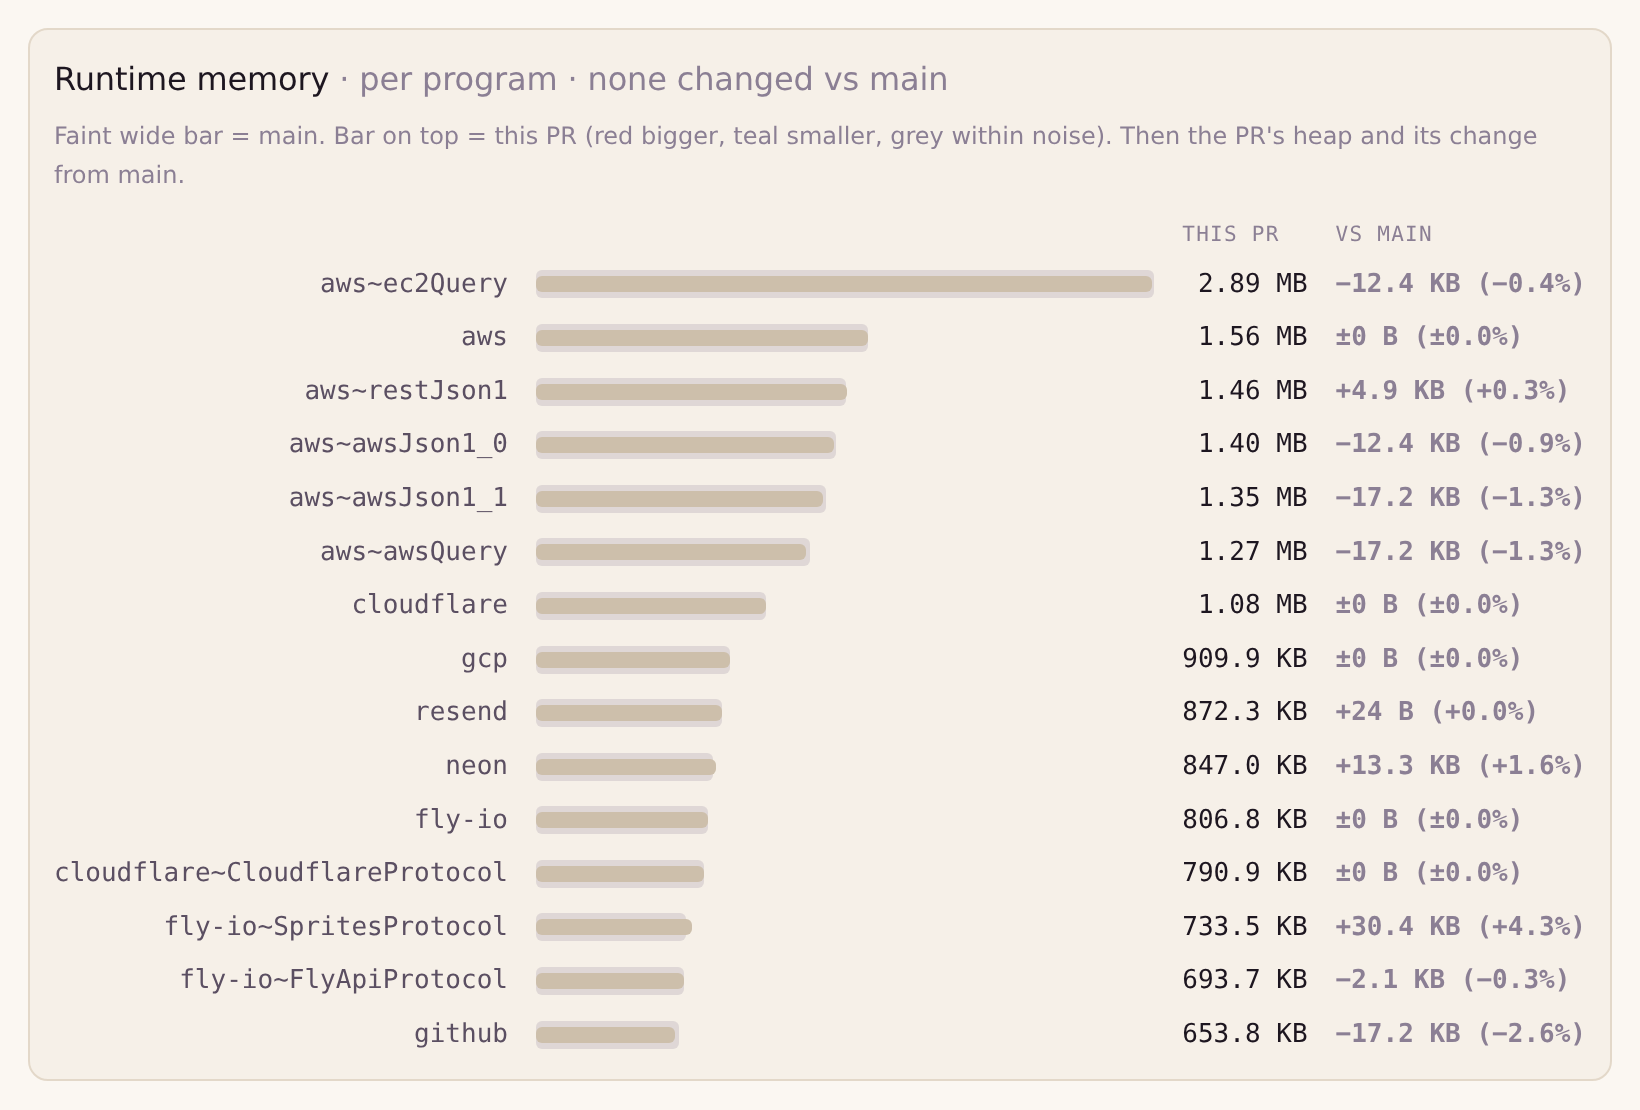 Runtime memory · per program · none changed vs main
Faint wide bar = main. Bar on top = this PR (red bigger, teal smaller, grey within noise). Then the PR's heap and its change
from main.
THIS PR VS MAIN
aws~ec2Query 2.89 MB −12.4 KB (−0.4%)
aws 1.56 MB ±0 B (±0.0%)
aws~restJson1 1.46 MB +4.9 KB (+0.3%)
aws~awsJson1_0 1.40 MB −12.4 KB (−0.9%)
aws~awsJson1_1 1.35 MB −17.2 KB (−1.3%)
aws~awsQuery 1.27 MB −17.2 KB (−1.3%)
cloudflare 1.08 MB ±0 B (±0.0%)
gcp 909.9 KB ±0 B (±0.0%)
resend 872.3 KB +24 B (+0.0%)
neon 847.0 KB +13.3 KB (+1.6%)
fly-io 806.8 KB ±0 B (±0.0%)
cloudflare~CloudflareProtocol 790.9 KB ±0 B (±0.0%)
fly-io~SpritesProtocol 733.5 KB +30.4 KB (+4.3%)
fly-io~FlyApiProtocol 693.7 KB −2.1 KB (−0.3%)
github 653.8 KB −17.2 KB (−2.6%)